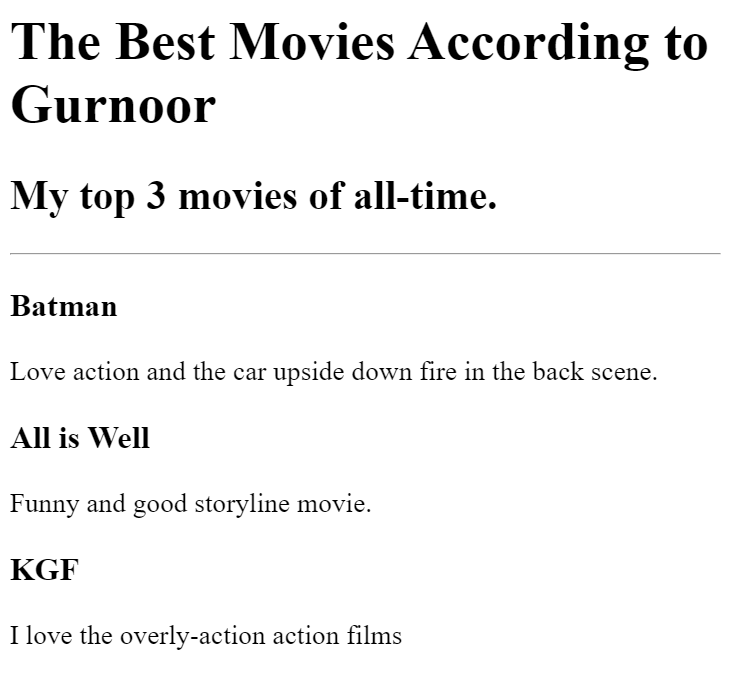 The Best Movies According to
Gurnoor
My top 3 movies of all-time.
Batman
Love action and the car upside down fire in the back scene.
All is Well
Funny and good storyline movie.
KGF
I love the overly-action action films